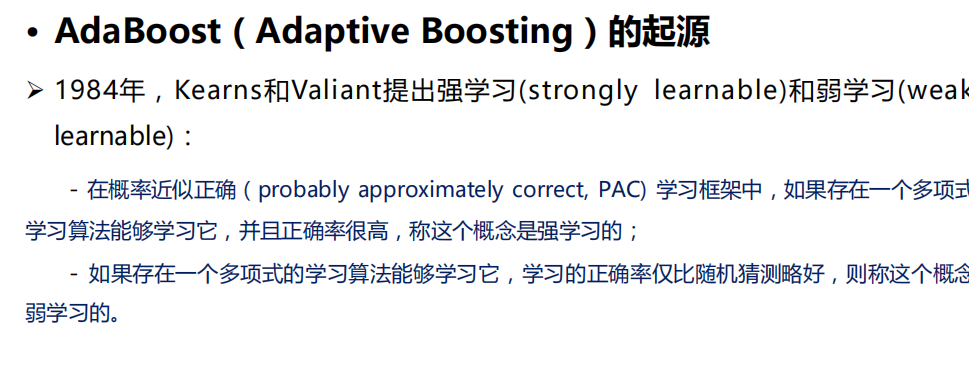 • AdaBoost（Adaptive Boosting）的起源
➢ 1984年，Kearns和Valiant提出强学习(strongly learnable)和弱学习(weak
learnable)：
- 在概率近似正确（probably approximately correct, PAC) 学习框架中，如果存在一个多项式
学习算法能够学习它，并且正确率很高，称这个概念是强学习的；
- 如果存在一个多项式的学习算法能够学习它，学习的正确率仅比随机猜测略好，则称这个概念
弱学习的。